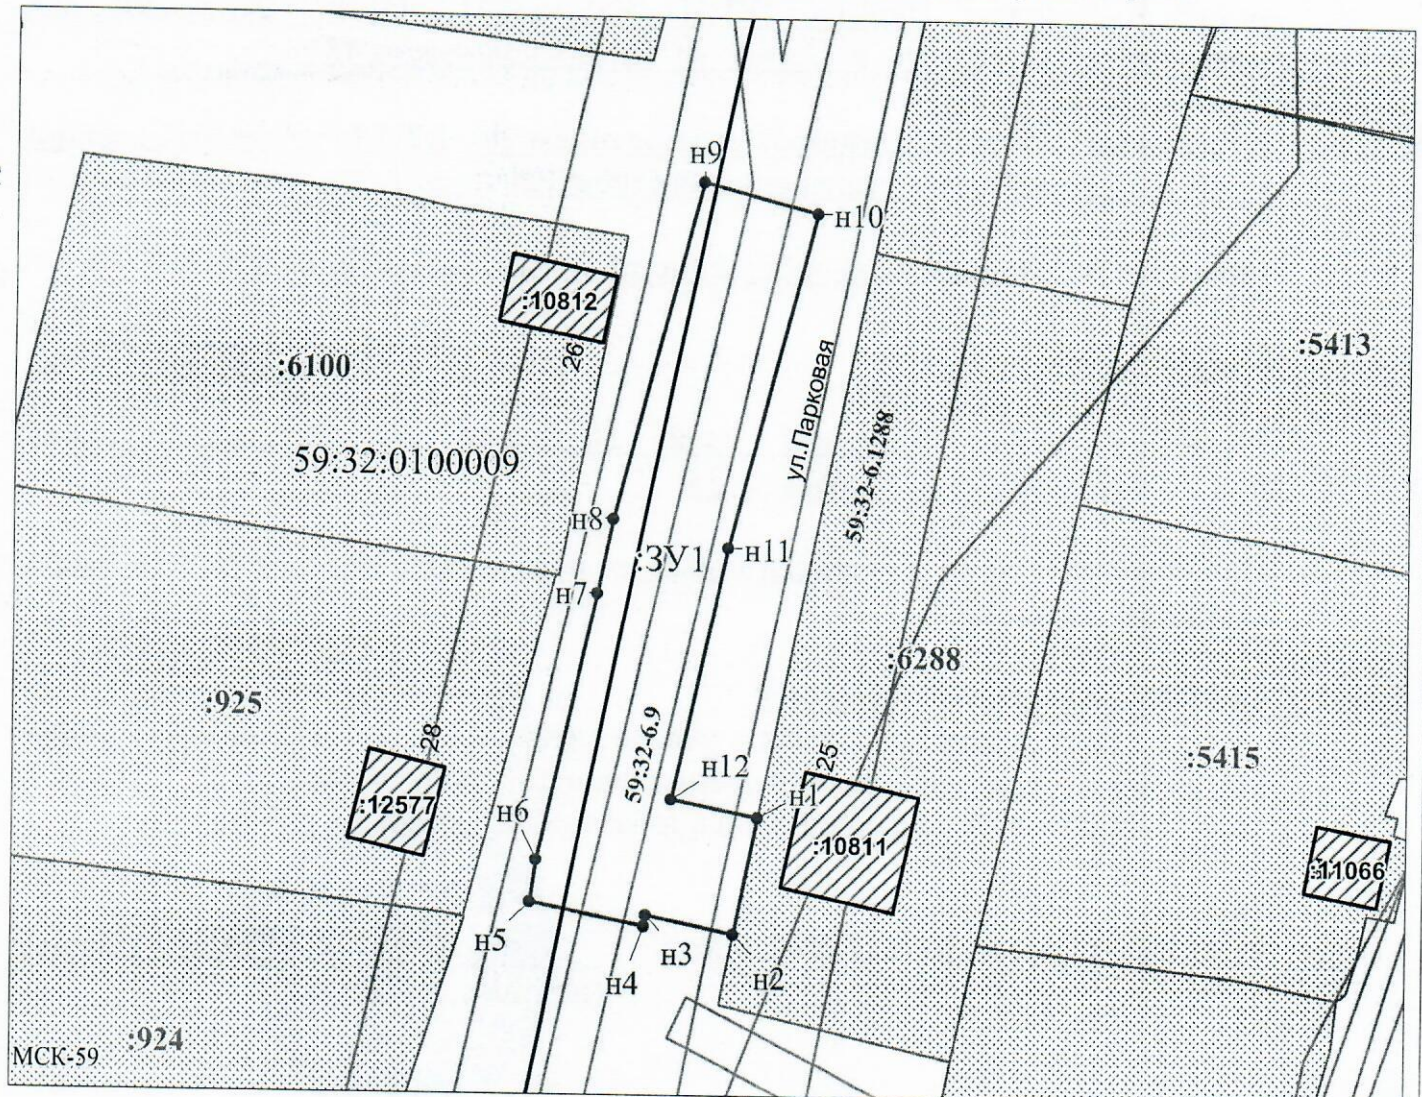 н9
н10
:10812
26
:6100
:5413
ул.Парковая
59:32-6.1288
59:32:0100009
н8
:ЗУ1
н11
н7
:6288
:925
28
59:32-6.9
25
:5415
н12
н1
:12577
н6
:10811
:11066
н5
н3
н4
н2
:924
МСК-59